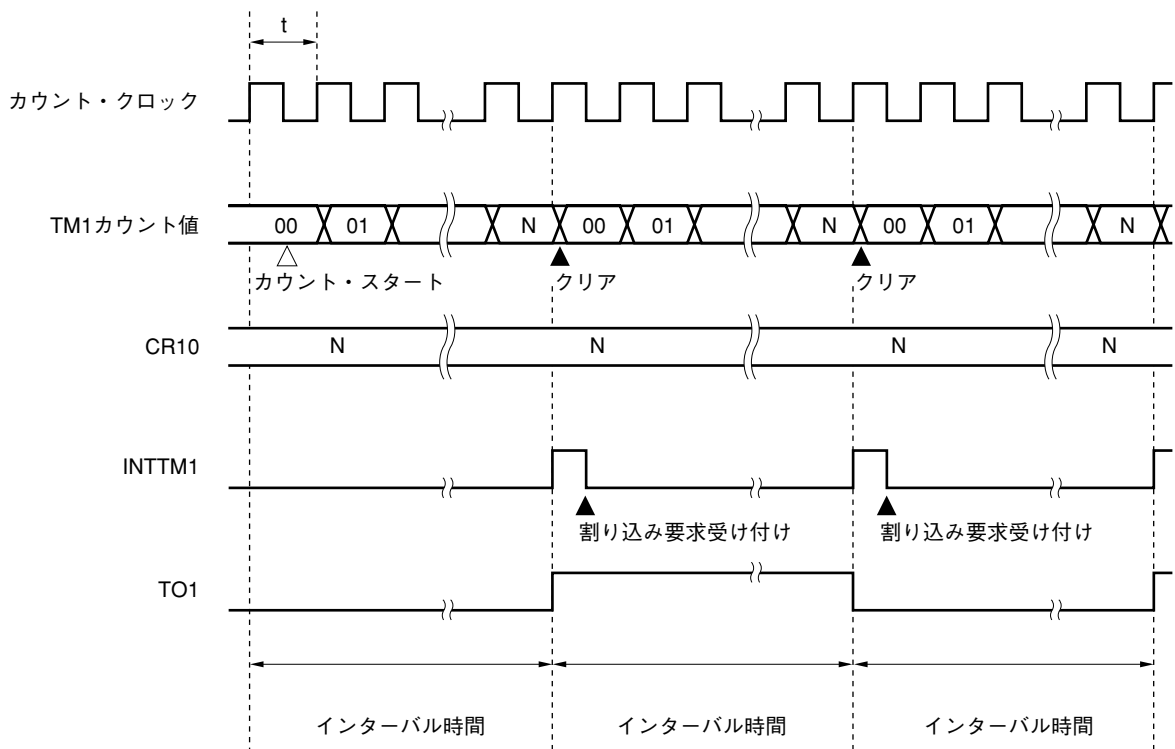 t
カウント・クロック
TM1カウント値 00 01 N 00 01 N 00 01 N
カウント・スタート クリア クリア
CR10 N N N N
INTTM1
割り込み要求受け付け 割り込み要求受け付け
TO1
インターバル時間 インターバル時間 インターバル時間